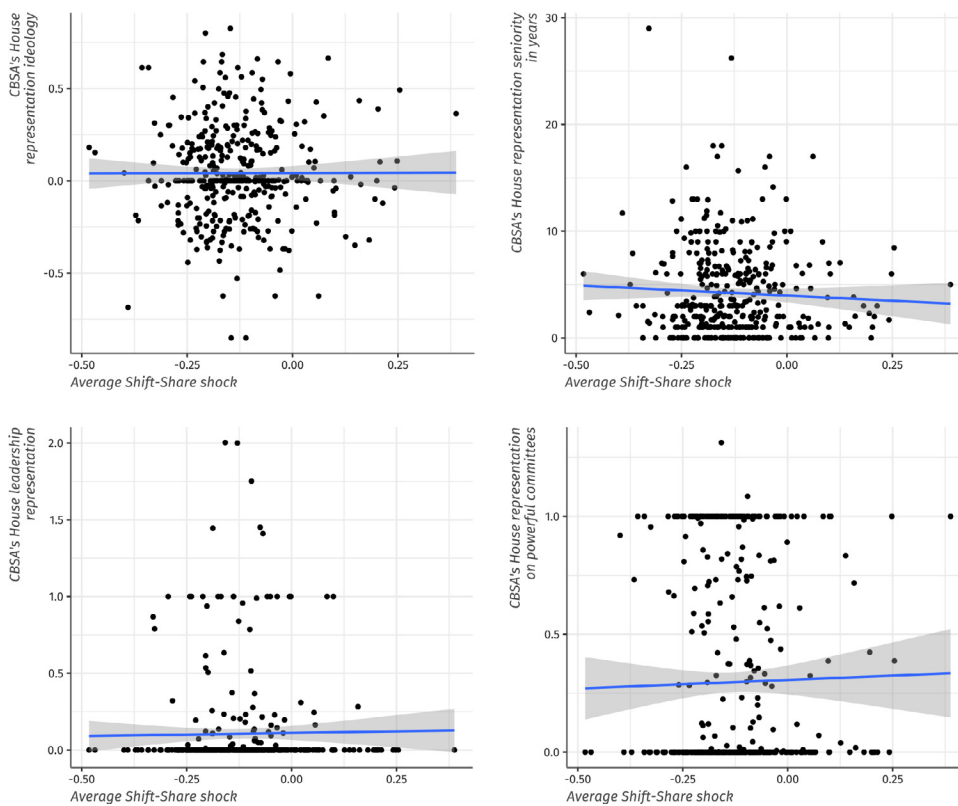 CBSA's House
representation ideology
0.5
0.0
-0.5
-0.50
-0.25
0.00
0.25
Average Shift-Share shock
CBSA's House representation seniority
in years
30
20
10
0
-0.50
-0.25
0.00
0.25
Average Shift-Share shock
CBSA's House leadership
representation
2.0
1.5
1.0
0.5
0.0
-0.50
-0.25
0.00
0.25
Average Shift-Share shock
CBSA's House representation
on powerful committees
1.0
0.5
0.0
-0.50
-0.25
0.00
0.25
Average Shift-Share shock